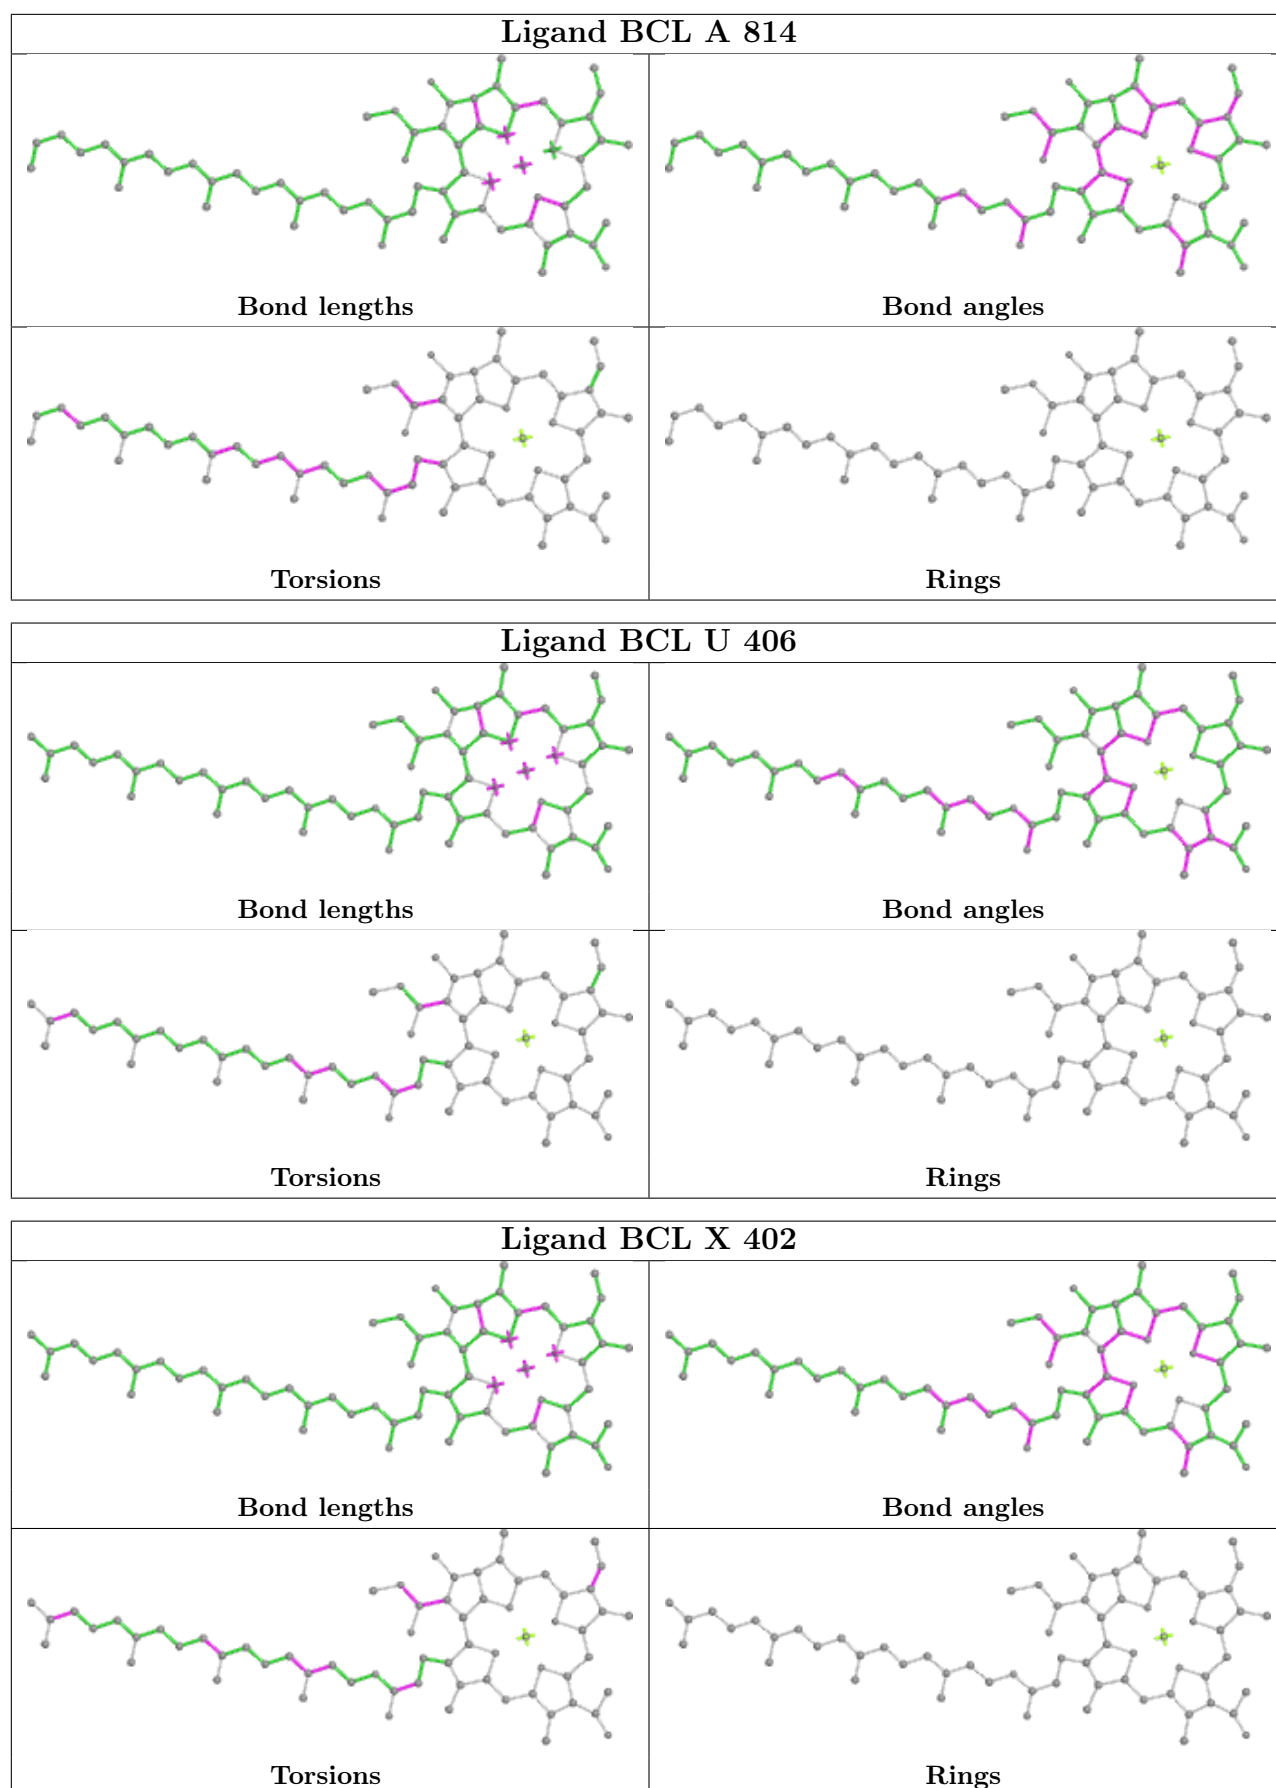 Ligand BCL A 814
Bond lengths
Bond angles
Torsions
Rings
Ligand BCL U 406
Bond lengths
Bond angles
Torsions
Rings
Ligand BCL X 402
Bond lengths
Bond angles
Torsions
Rings